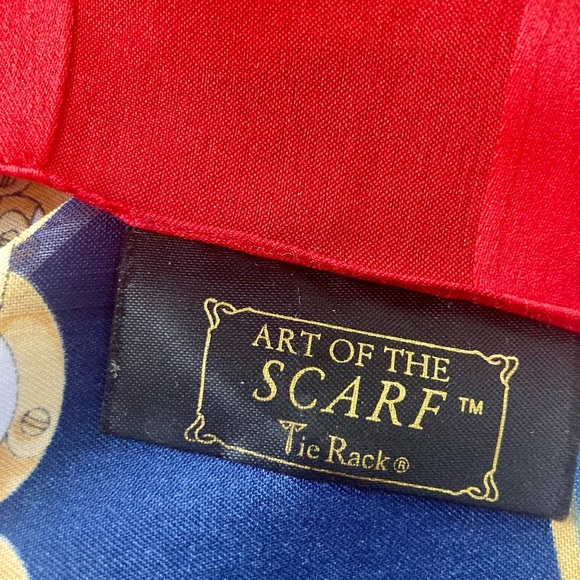 ART OF THE
SCARF™
Tie Rack®